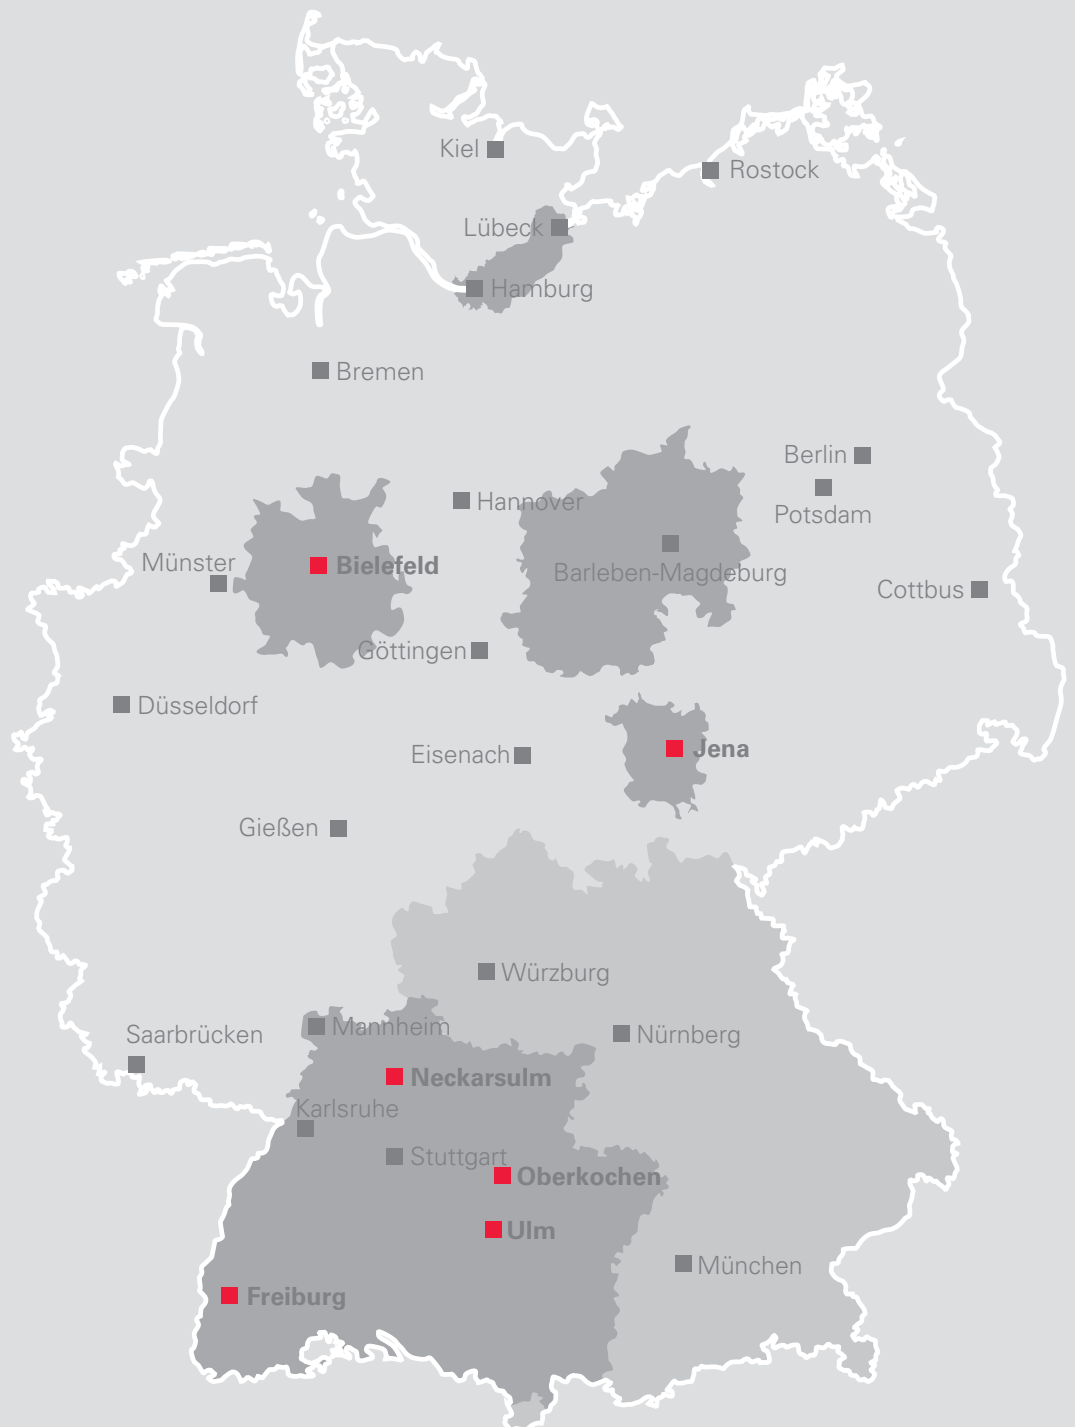 Kiel
Rostock
Lübeck
Hamburg
Bremen
Berlin
Hannover
Potsdam
Münster
Bielefeld
Barleben-Magdeburg
Cottbus
Göttingen
Düsseldorf
Eisenach
Jena
Gießen
Würzburg
Saarbrücken
Mannheim
Nürnberg
Neckarsulm
Karlsruhe
Stuttgart
Oberkochen
Ulm
München
Freiburg